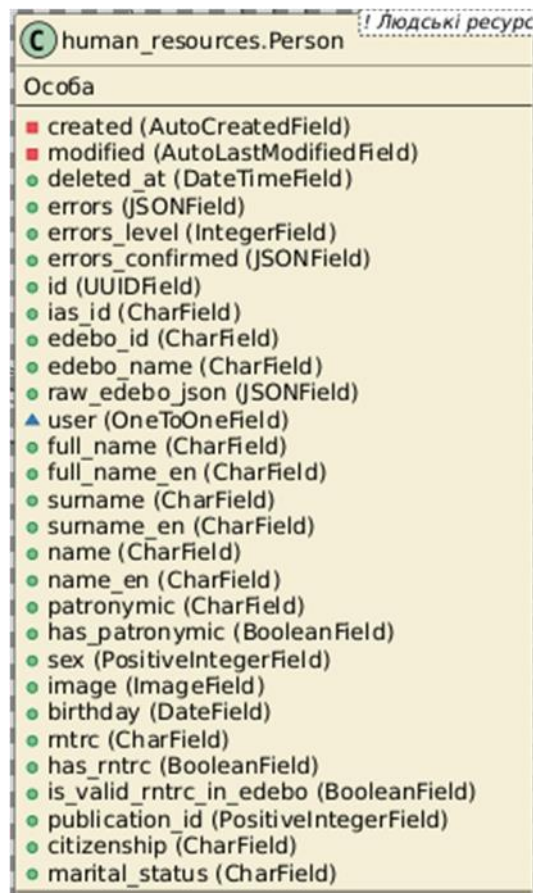 ! Людські ресурс
C human_resources.Person
Особа
created (AutoCreatedField)
modified (AutoLastModifiedField)
deleted_at (DateTimeField)
errors (JSONField)
errors_level (IntegerField)
errors_confirmed (JSONField)
id (UUIDField)
ias_id (CharField)
edebo_id (CharField)
edebo_name (CharField)
raw_edebo_json (JSONField)
user (OneToOneField)
full_name (CharField)
full_name_en (CharField)
surname (CharField)
surname_en (CharField)
name (CharField)
name_en (CharField)
patronymic (CharField)
has_patronymic (BooleanField)
sex (PositiveIntegerField)
image (ImageField)
birthday (DateField)
rntrc (CharField)
has_rntrc (BooleanField)
is_valid_rntrc_in_edebo (BooleanField)
publication_id (PositiveIntegerField)
citizenship (CharField)
marital_status (CharField)